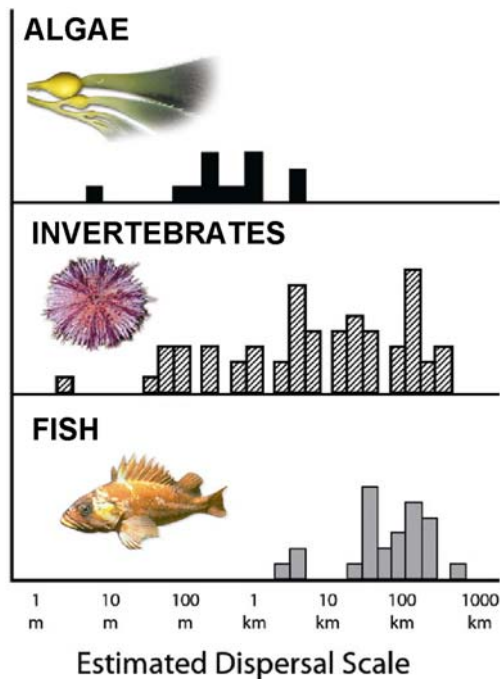 ALGAE
INVERTEBRATES
FISH
1 10 100 1 10 100 1000
m m m km km km km
Estimated Dispersal Scale